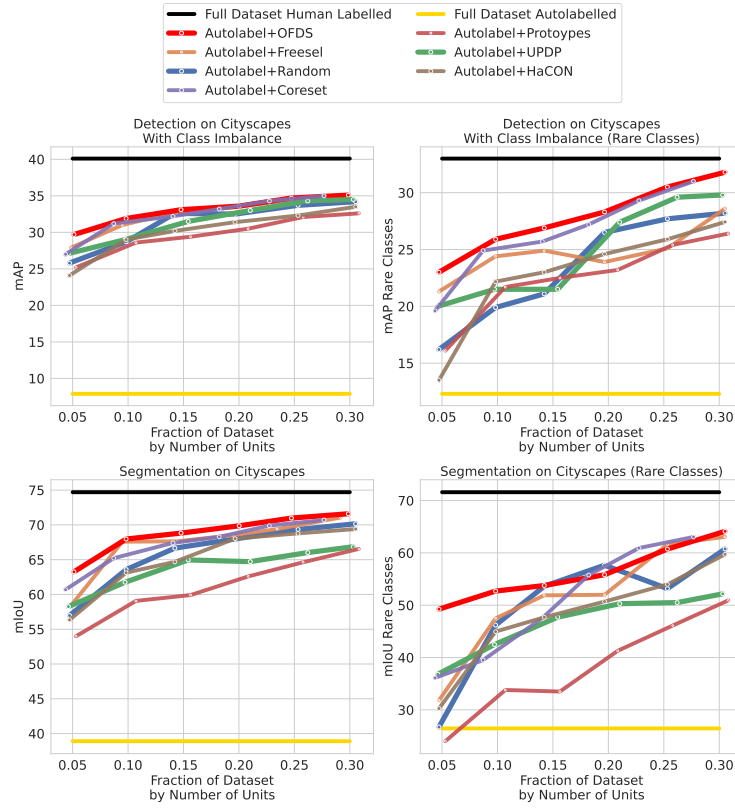 Full Dataset Human Labelled
Full Dataset Autolabelled
Autolabel+OFDS
Autolabel+Protoypes
Autolabel+Freesel
Autolabel+UPDP
Autolabel+Random
Autolabel+HaCON
Autolabel+Coreset
Detection on Cityscapes
With Class Imbalance
40
35
30
25
20
15
10
mAP
0.05 0.10 0.15 0.20 0.25 0.30
Fraction of Dataset
by Number of Units
Detection on Cityscapes
With Class Imbalance (Rare Classes)
30
25
20
15
mAP Rare Classes
0.05 0.10 0.15 0.20 0.25 0.30
Fraction of Dataset
by Number of Units
Segmentation on Cityscapes
75
70
65
60
55
50
45
40
mIoU
0.05 0.10 0.15 0.20 0.25 0.30
Fraction of Dataset
by Number of Units
Segmentation on Cityscapes (Rare Classes)
70
60
50
40
30
mIoU Rare Classes
0.05 0.10 0.15 0.20 0.25 0.30
Fraction of Dataset
by Number of Units